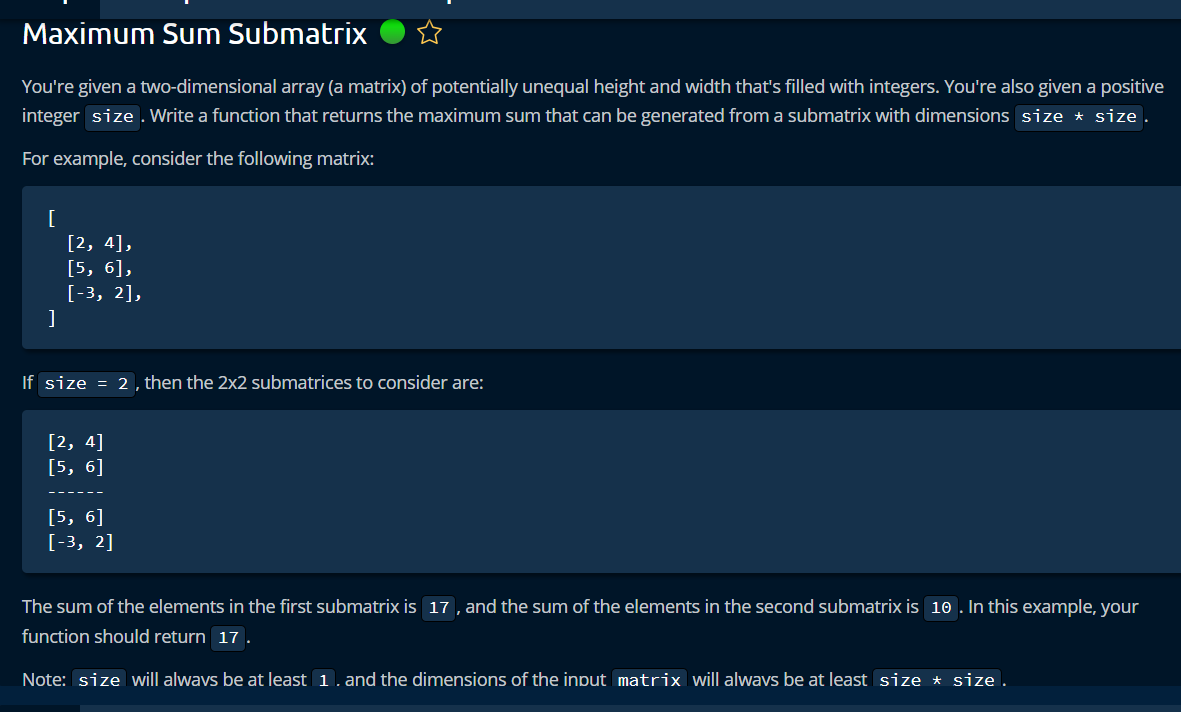 Maximum Sum Submatrix
You're given a two-dimensional array (a matrix) of potentially unequal height and width that's filled with integers. You're also given a positive
integer size. Write a function that returns the maximum sum that can be generated from a submatrix with dimensions size * size.
For example, consider the following matrix:
[
[2, 4],
[5, 6],
[-3, 2],
]
If size = 2, then the 2x2 submatrices to consider are:
[2, 4]
[5, 6]
------
[5, 6]
[-3, 2]
The sum of the elements in the first submatrix is 17, and the sum of the elements in the second submatrix is 10. In this example, your
function should return 17.
Note: size will always be at least 1, and the dimensions of the input matrix will always be at least size * size.